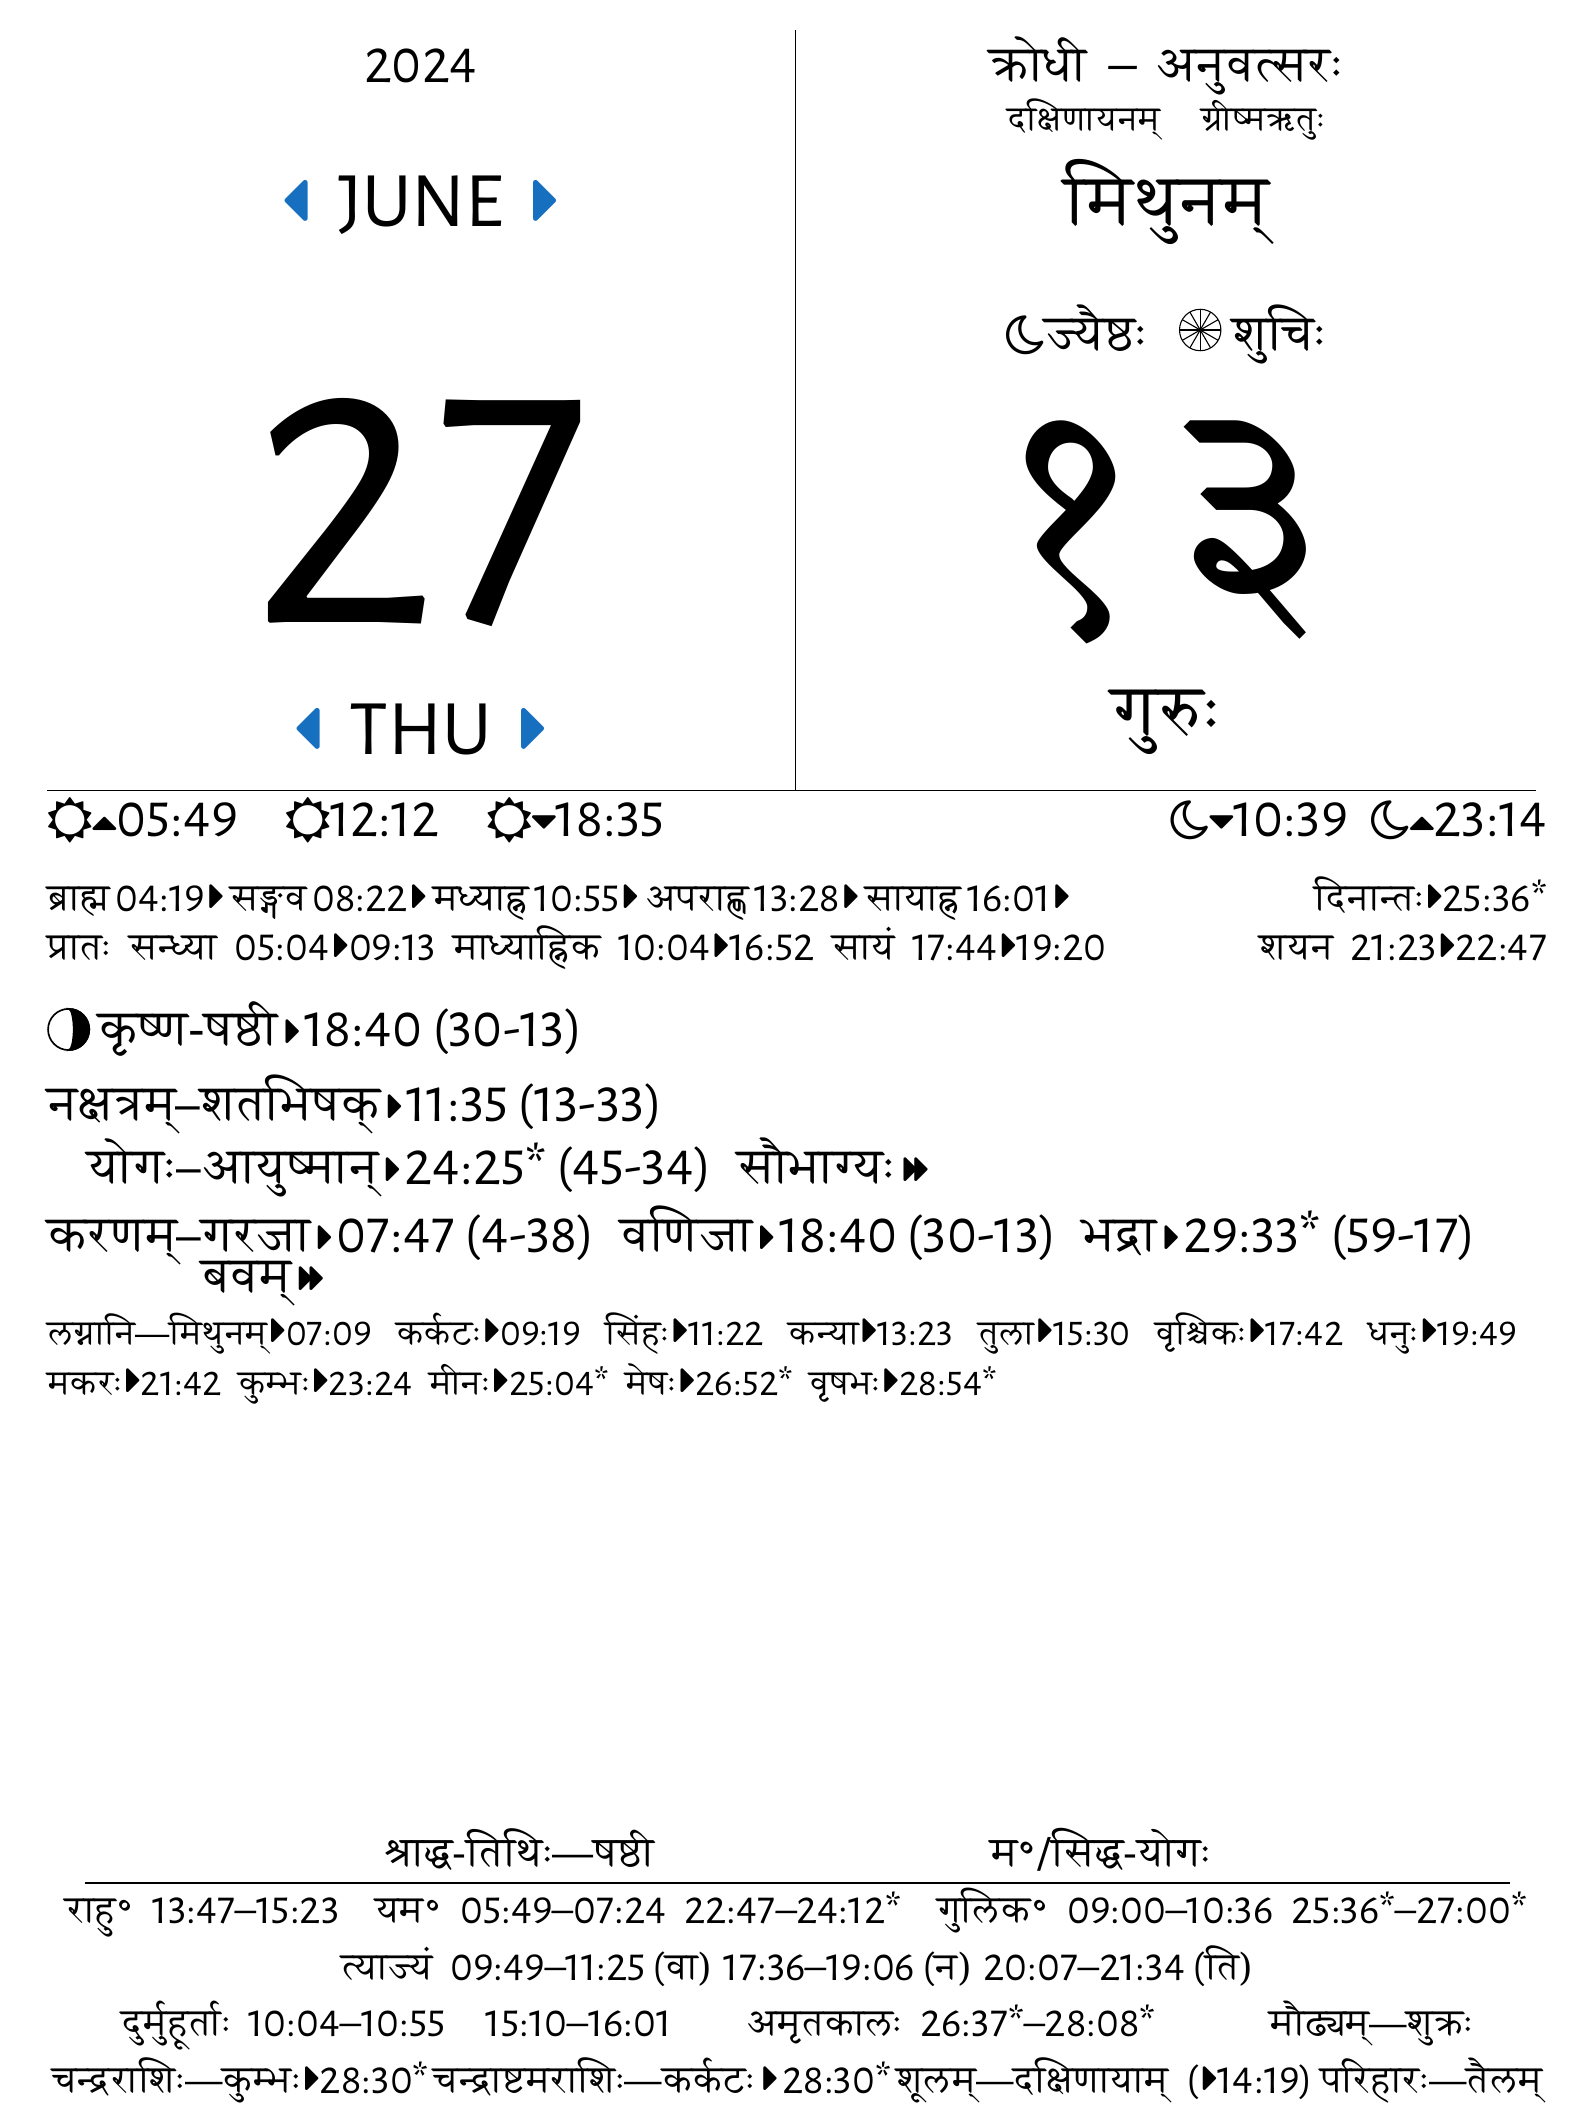 2024
JUNE
27
THU
क्रोधी – अनुवत्सरः
दक्षिणायनम् ग्रीष्मऋतुः
मिथुनम्
ज्यैष्ठः शुचिः
१३
गुरुः
05:49 12:12 18:35 10:39 23:14
ब्राह्म 04:19 सङ्गव 08:22 मध्याह्न 10:55 अपराह्ण 13:28 सायाह्न 16:01 दिनान्तः 25:36*
प्रातः सन्ध्या 05:04 09:13 माध्याह्निक 10:04 16:52 सायं 17:44 19:20 शयन 21:23 22:47
कृष्ण-षष्ठी 18:40 (30-13)
नक्षत्रम्–शतभिषक् 11:35 (13-33)
योगः–आयुष्मान् 24:25* (45-34) सौभाग्यः
करणम्–गरजा 07:47 (4-38) वणिजा 18:40 (30-13) भद्रा 29:33* (59-17)
बवम्
लग्नानि—मिथुनम् 07:09 कर्कटः 09:19 सिंहः 11:22 कन्या 13:23 तुला 15:30 वृश्चिकः 17:42 धनुः 19:49
मकरः 21:42 कुम्भः 23:24 मीनः 25:04* मेषः 26:52* वृषभः 28:54*
श्राद्ध-तिथिः—षष्ठी म॰/सिद्ध-योगः
राहु॰ 13:47–15:23 यम॰ 05:49–07:24 22:47–24:12* गुलिक॰ 09:00–10:36 25:36*–27:00*
त्याज्यं 09:49–11:25 (वा) 17:36–19:06 (न) 20:07–21:34 (ति)
दुर्मुहूर्ताः 10:04–10:55 15:10–16:01 अमृतकालः 26:37*–28:08* मौढ्यम्—शुक्रः
चन्द्रराशिः—कुम्भः 28:30* चन्द्राष्टमराशिः—कर्कटः 28:30* शूलम्—दक्षिणायाम् (14:19) परिहारः—तैलम्